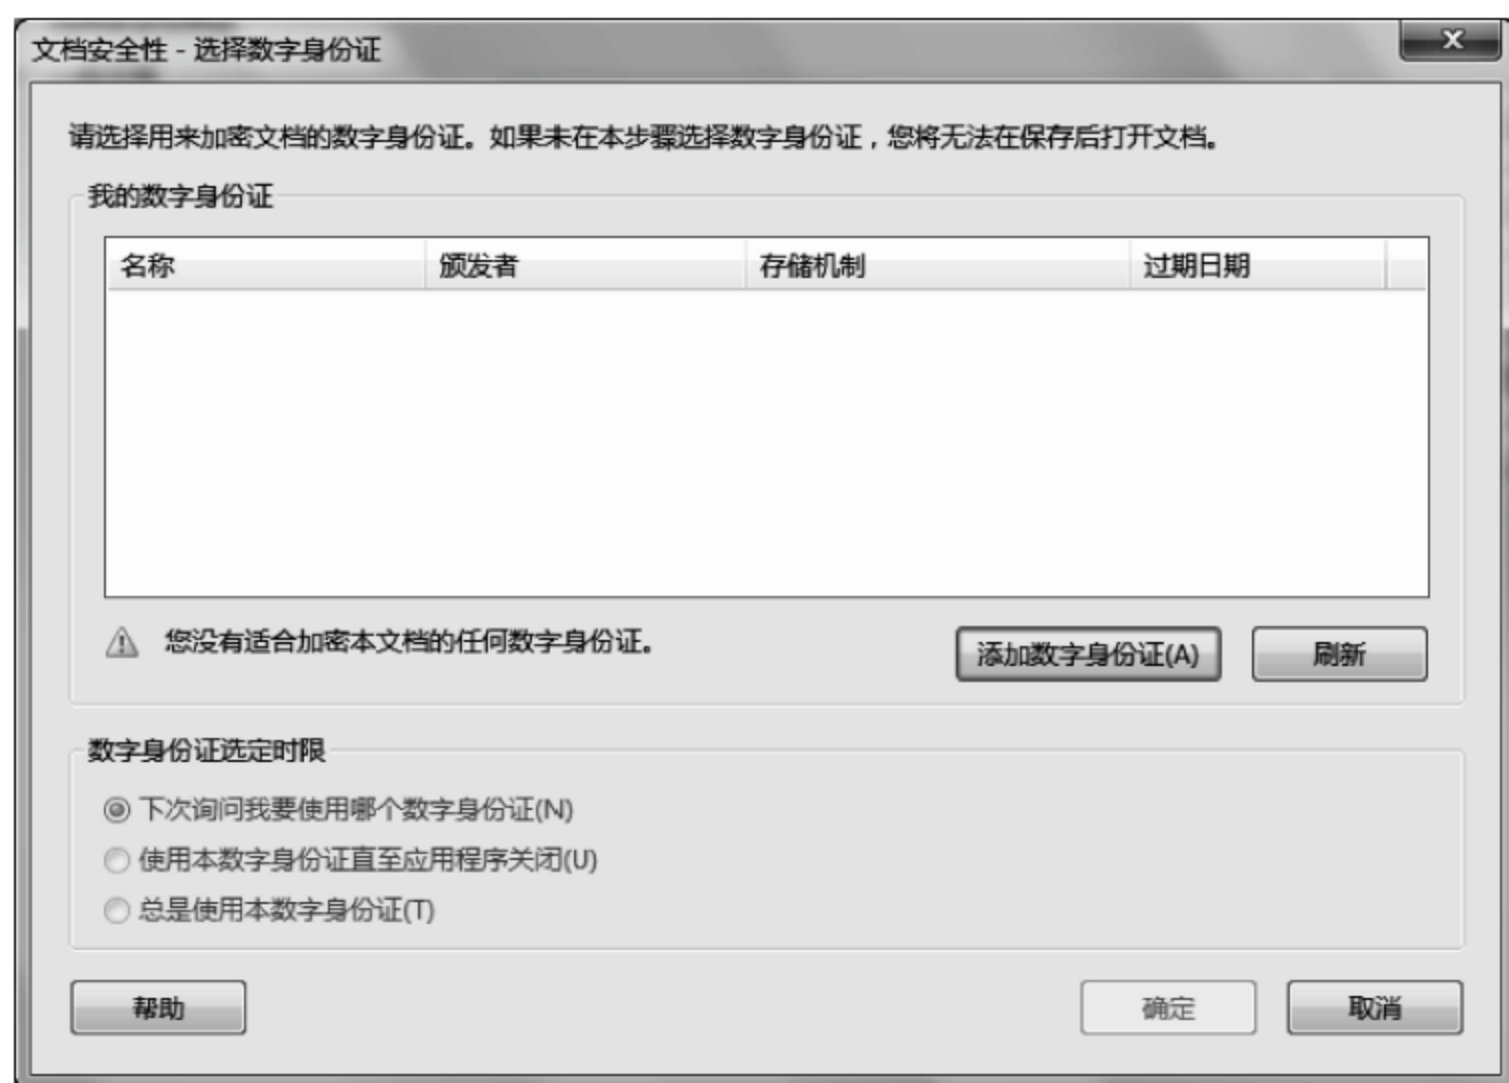 文档安全性 - 选择数字身份证
请选择用来加密文档的数字身份证。如果未在本步骤选择数字身份证，您将无法在保存后打开文档。
我的数字身份证
名称 颁发者 存储机制 过期日期
您没有适合加密本文档的任何数字身份证。 添加数字身份证(A) 刷新
数字身份证选定时限
下次询问我要使用哪个数字身份证(N)
使用本数字身份证直至应用程序关闭(U)
总是使用本数字身份证(T)
帮助 确定 取消